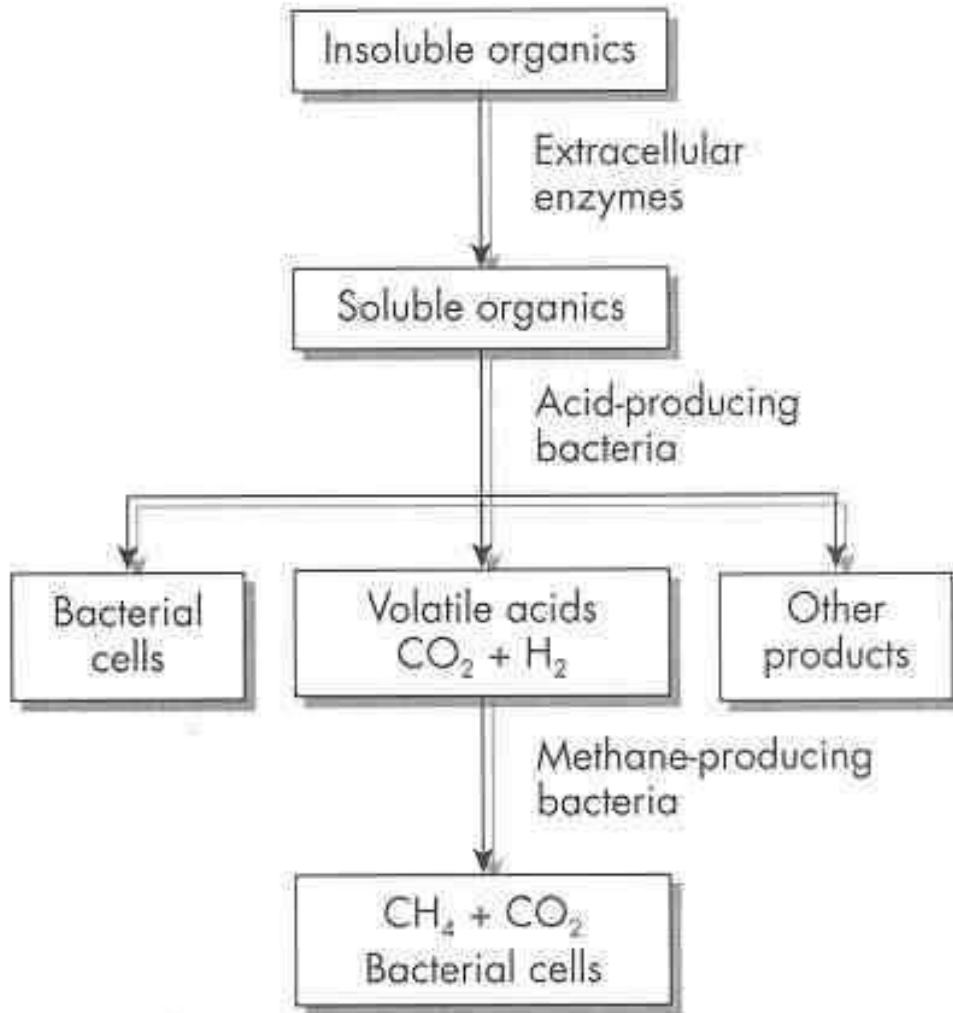 Insoluble organics
Extracellular
enzymes
Soluble organics
Acid-producing
bacteria
Bacterial
cells
Volatile acids
CO₂ + H₂
Other
products
Methane-producing
bacteria
CH₄ + CO₂
Bacterial cells